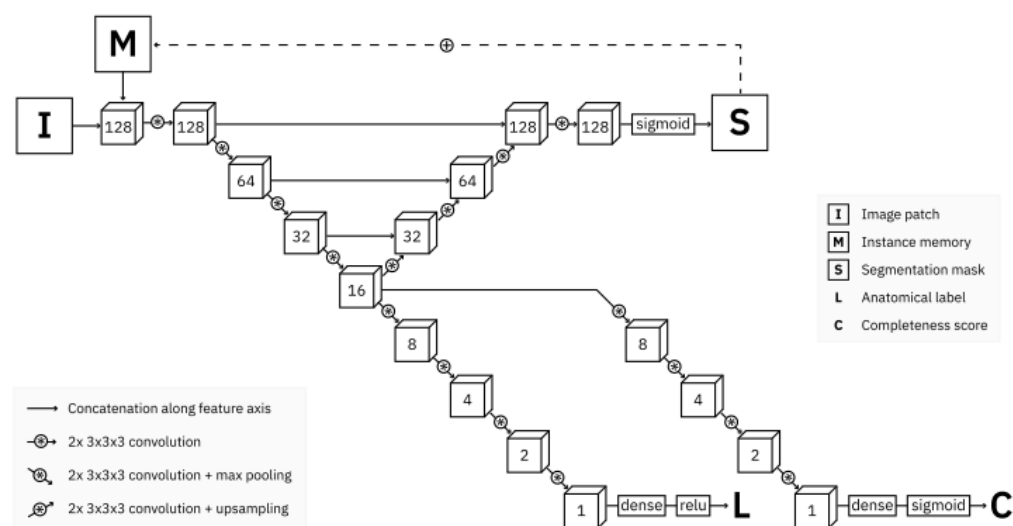 M
I
128
128
128
128
sigmoid
S
64
64
32
32
16
8
8
4
4
2
2
1
dense
relu
L
1
dense
sigmoid
C
I Image patch
M Instance memory
S Segmentation mask
L Anatomical label
C Completeness score
Concatenation along feature axis
2x 3x3x3 convolution
2x 3x3x3 convolution + max pooling
2x 3x3x3 convolution + upsampling